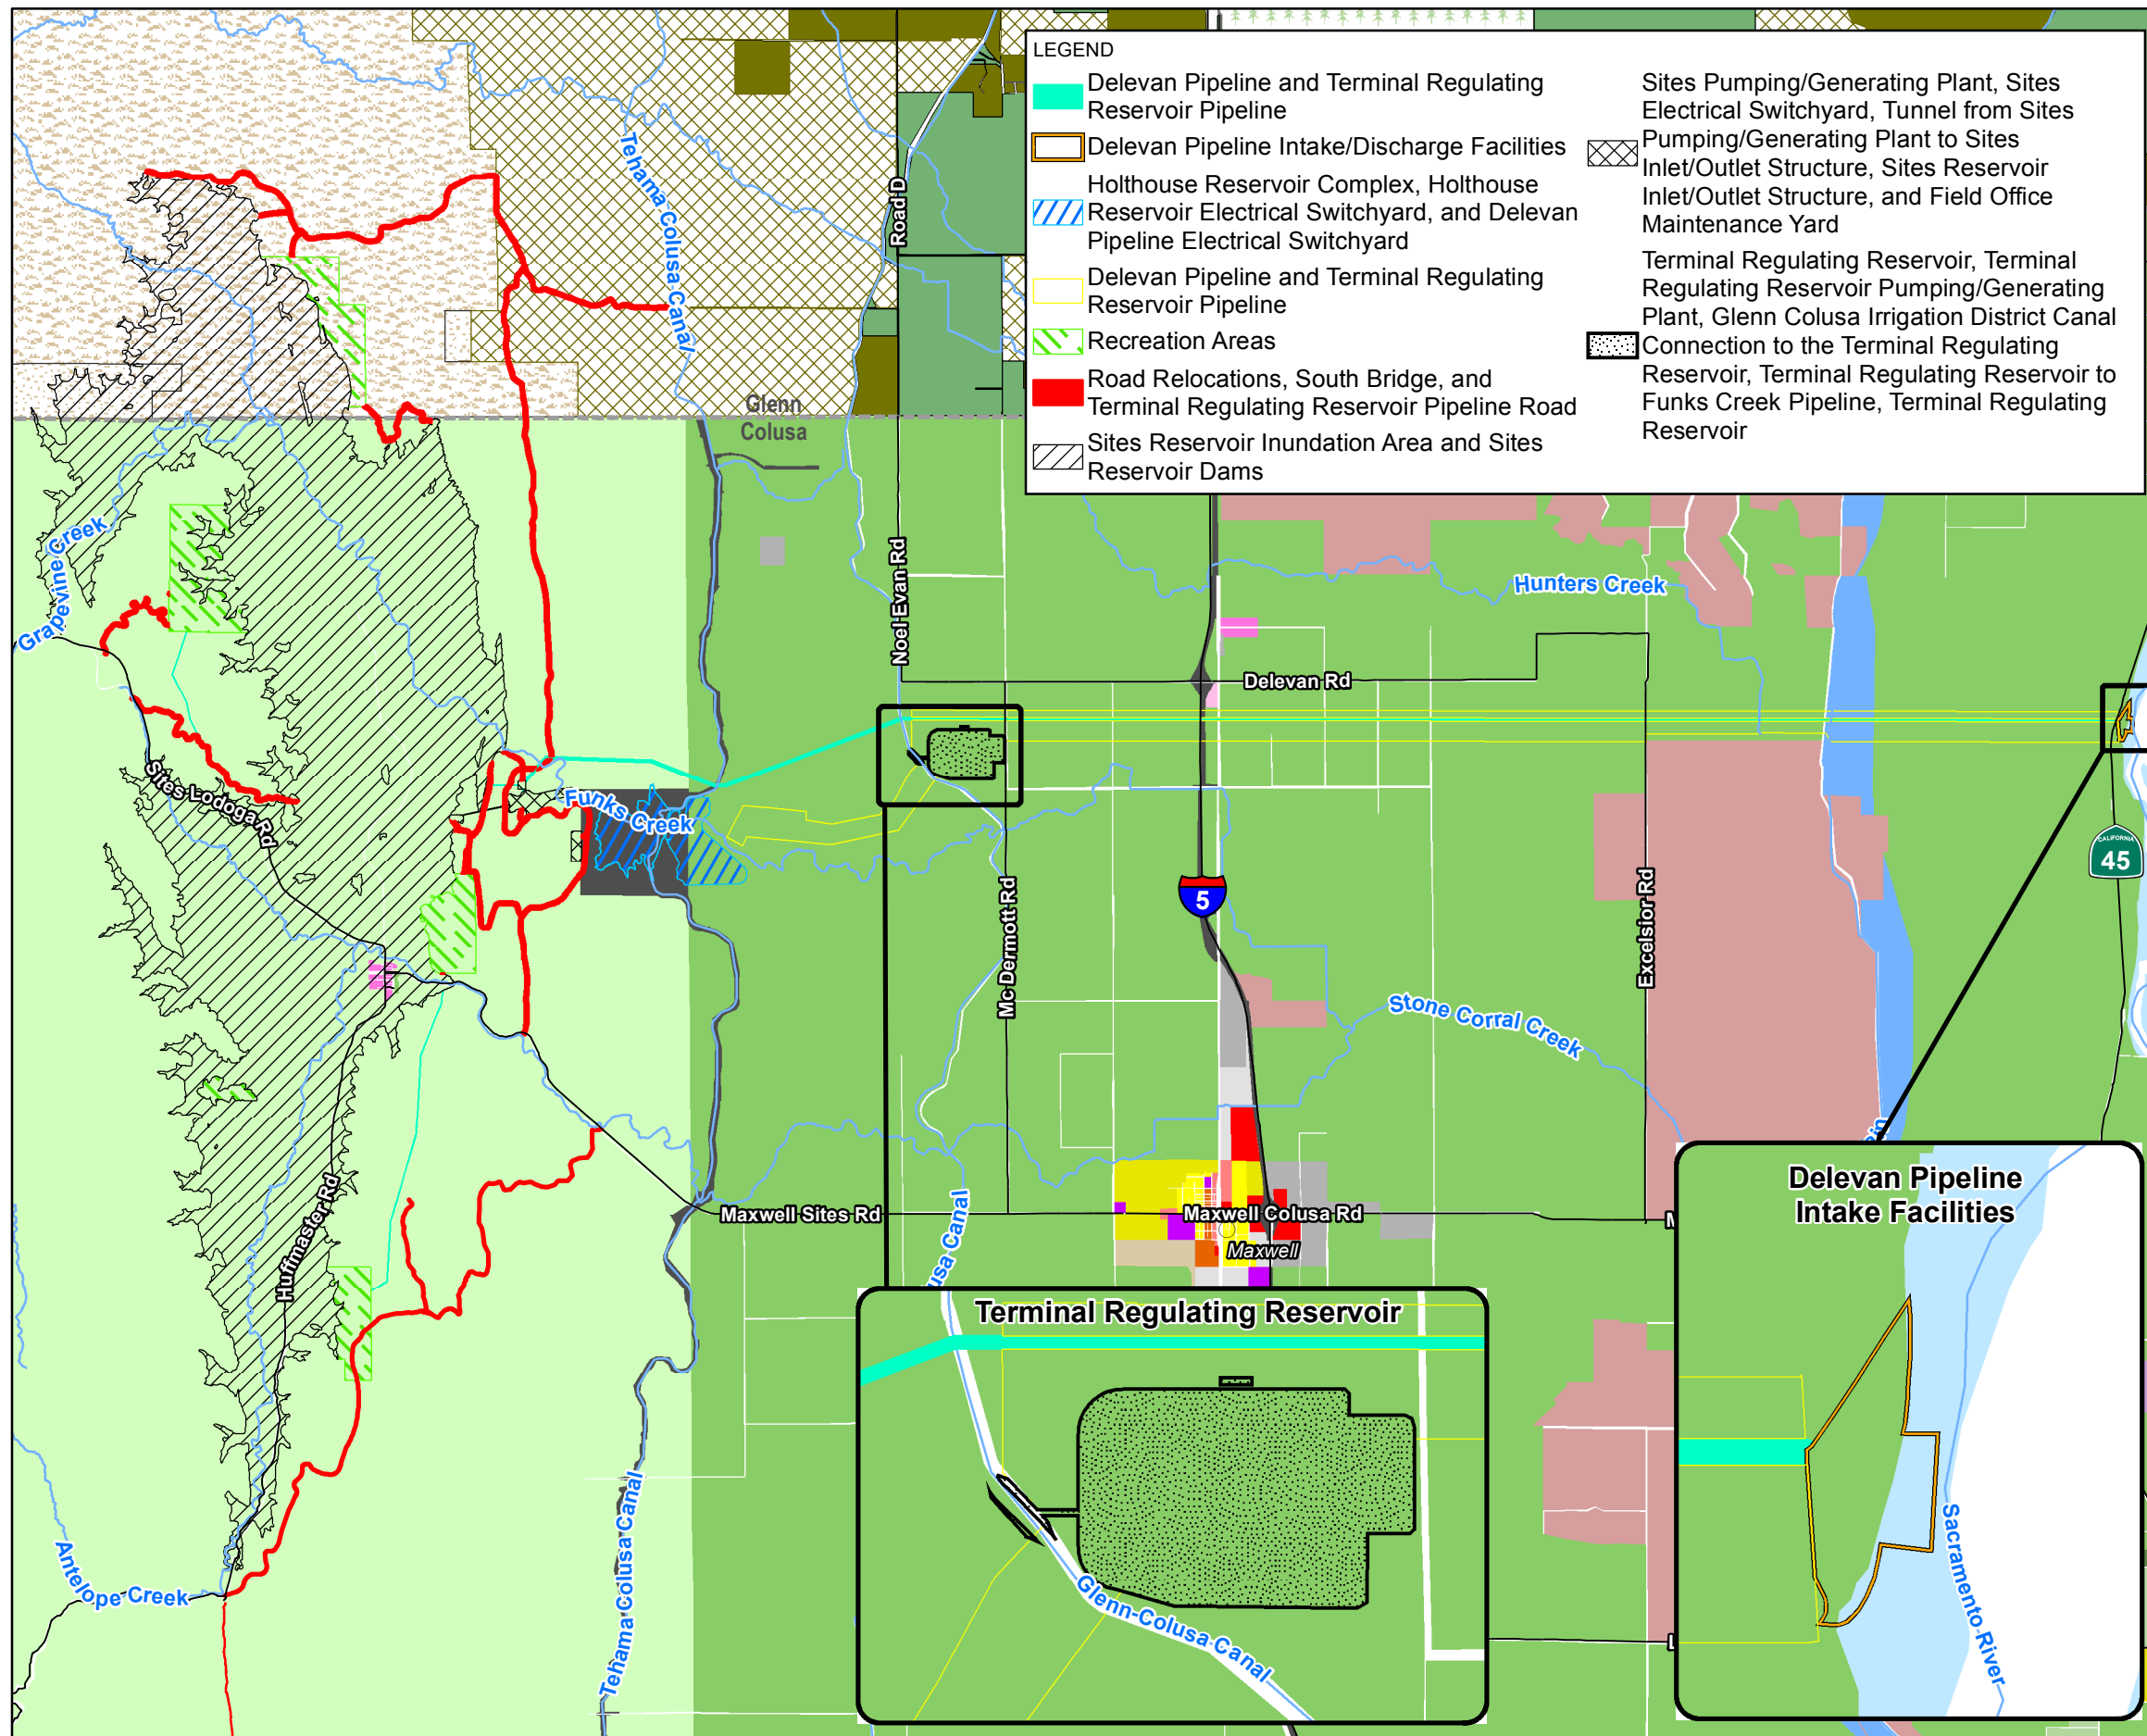 LEGEND
Delevan Pipeline and Terminal Regulating
Reservoir Pipeline
Delevan Pipeline Intake/Discharge Facilities
Holthouse Reservoir Complex, Holthouse
Reservoir Electrical Switchyard, and Delevan
Pipeline Electrical Switchyard
Delevan Pipeline and Terminal Regulating
Reservoir Pipeline
Recreation Areas
Road Relocations, South Bridge, and
Terminal Regulating Reservoir Pipeline Road
Sites Reservoir Inundation Area and Sites
Reservoir Dams
Sites Pumping/Generating Plant, Sites
Electrical Switchyard, Tunnel from Sites
Pumping/Generating Plant to Sites
Inlet/Outlet Structure, Sites Reservoir
Inlet/Outlet Structure, and Field Office
Maintenance Yard
Terminal Regulating Reservoir, Terminal
Regulating Reservoir Pumping/Generating
Plant, Glenn Colusa Irrigation District Canal
Connection to the Terminal Regulating
Reservoir, Terminal Regulating Reservoir to
Funks Creek Pipeline, Terminal Regulating
Reservoir
Tehama Colusa Canal
Road D
Glenn
Colusa
Grapevine Creek
Noel Evan Rd
Hunters Creek
Delevan Rd
Sites Lodoga Rd
Funks Creek
CALIFORNIA
45
5
Mc Dermott Rd
Excelsior Rd
Stone Corral Creek
Huffmaster Rd
Maxwell Sites Rd
Maxwell Colusa Rd
Maxwell
usa Canal
Delevan Pipeline
Intake Facilities
Terminal Regulating Reservoir
Glenn-Colusa Canal
Sacramento River
Tehama Colusa Canal
Antelope Creek